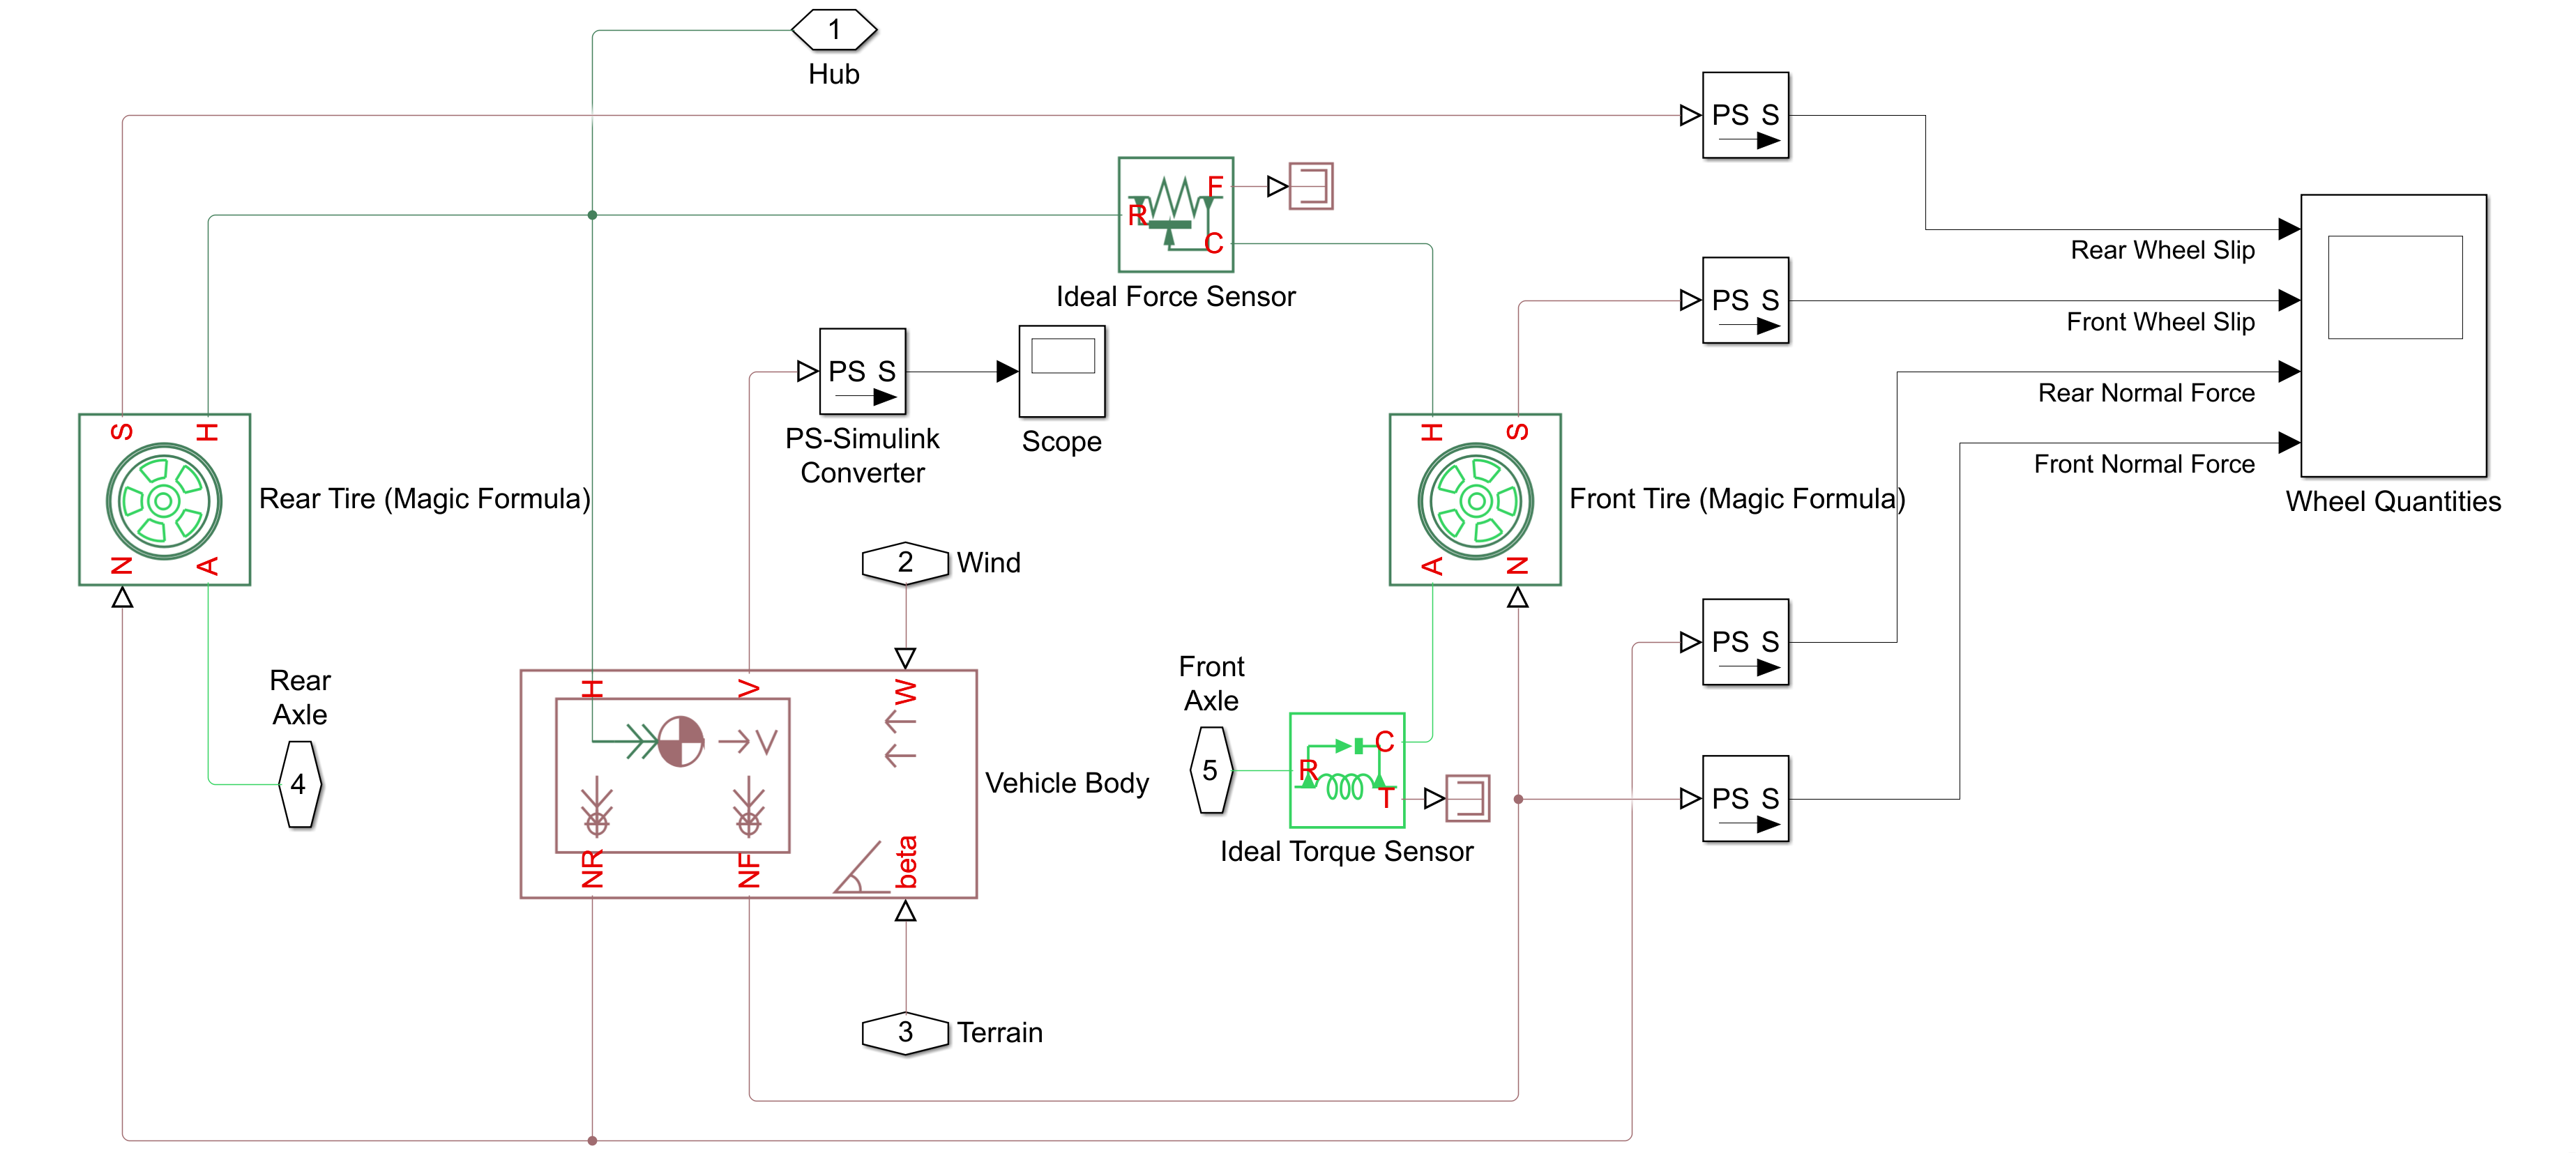 1
Hub
PS S
F
R
C
Ideal Force Sensor
PS S
Rear Wheel Slip
Front Wheel Slip
Rear Normal Force
Front Normal Force
Wheel Quantities
PS S
PS-Simulink
Converter
Scope
S H
N A
Rear Tire (Magic Formula)
H S
A N
Front Tire (Magic Formula)
2
Wind
Rear
Axle
4
H V W
V
NR NF beta
Vehicle Body
Front
Axle
5
C
R
T
Ideal Torque Sensor
PS S
PS S
3
Terrain